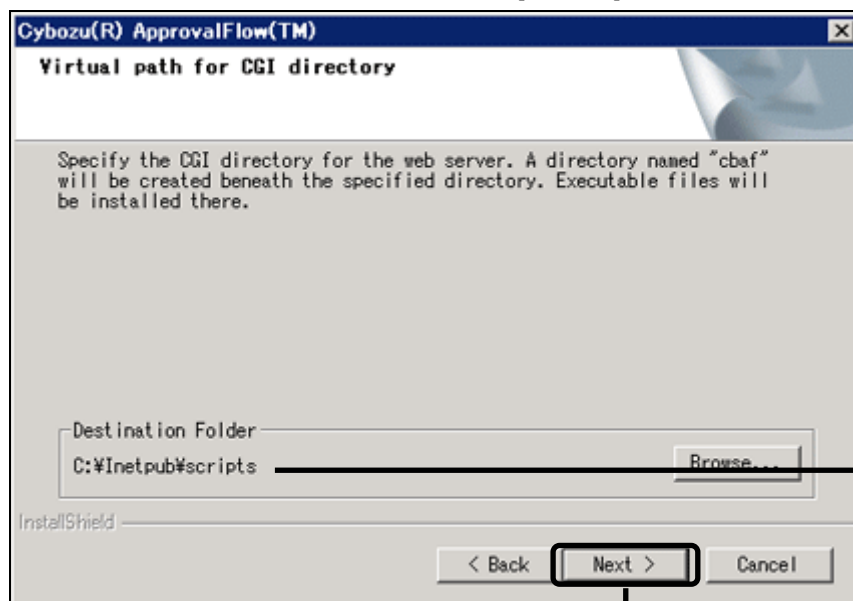 Cybozu(R) ApprovalFlow(TM)
Virtual path for CGI directory
Specify the CGI directory for the web server. A directory named "cbaf"
will be created beneath the specified directory. Executable files will
be installed there.
Destination Folder
C:¥Inetpub¥scripts
Browse...
InstallShield
< Back
Next >
Cancel